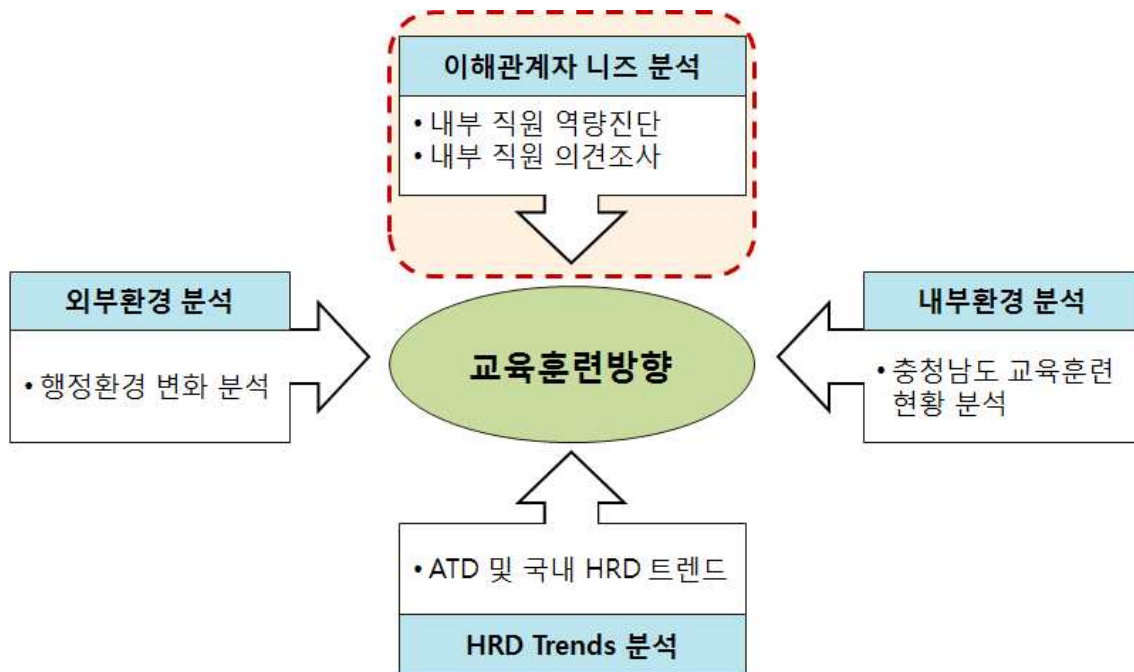 이해관계자 니즈 분석
• 내부 직원 역량진단
• 내부 직원 의견조사
외부환경 분석
• 행정환경 변화 분석
교육훈련방향
내부환경 분석
• 충청남도 교육훈련
현황 분석
• ATD 및 국내 HRD 트렌드
HRD Trends 분석